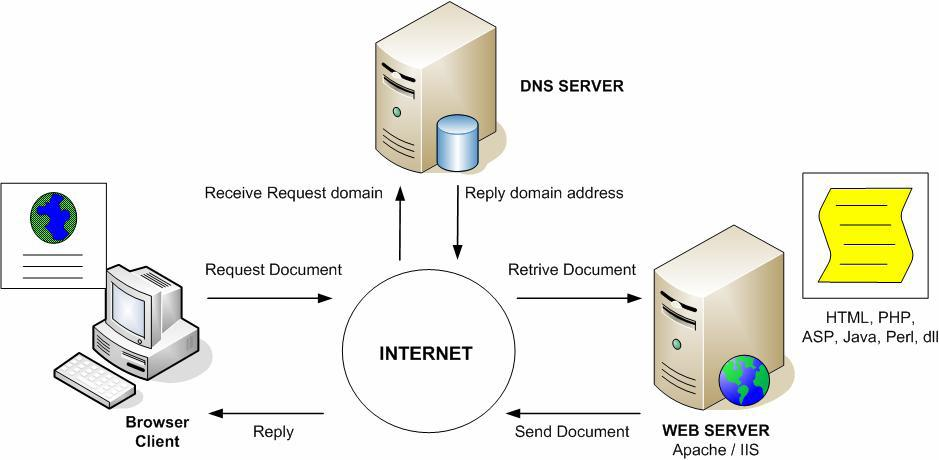 DNS SERVER
Receive Request domain
Reply domain address
Request Document
Retrive Document
HTML, PHP,
ASP, Java, Perl, dll
INTERNET
Browser
Client
Reply
Send Document
WEB SERVER
Apache / IIS